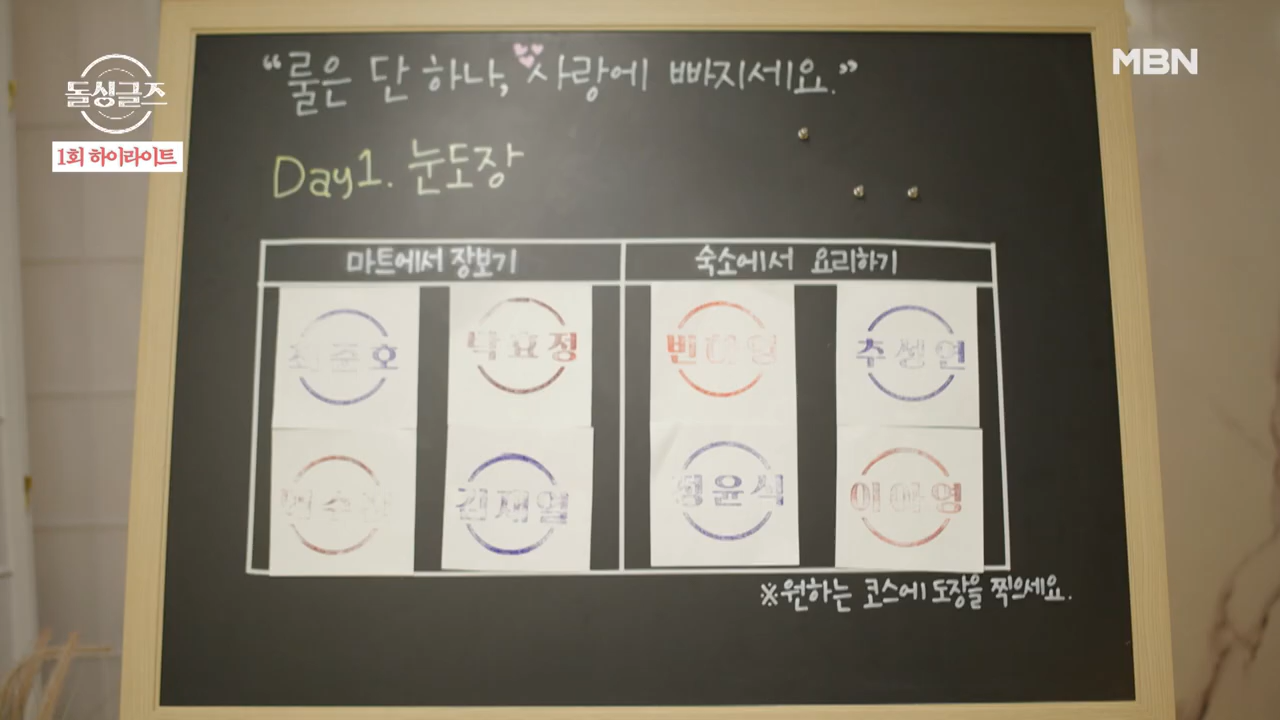 돌싱글즈
1회 하이라이트
MBN
“룰은 단 하나, 사랑에 빠지세요.”
Day1. 눈도장
마트에서 장보기 숙소에서 요리하기
최준호 박효정 빈하영 추성연
김재열 정윤식 이아영
※원하는 코스에 도장을 찍으세요.